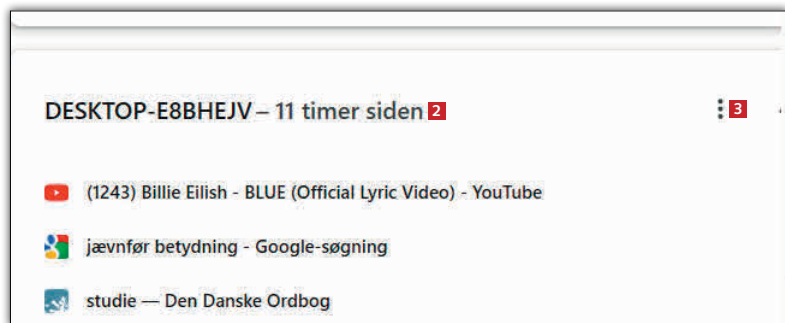 DESKTOP-E8BHEJV – 11 timer siden 2
3
(1243) Billie Eilish - BLUE (Official Lyric Video) - YouTube
jævnfør betydning - Google-søgning
studie — Den Danske Ordbog